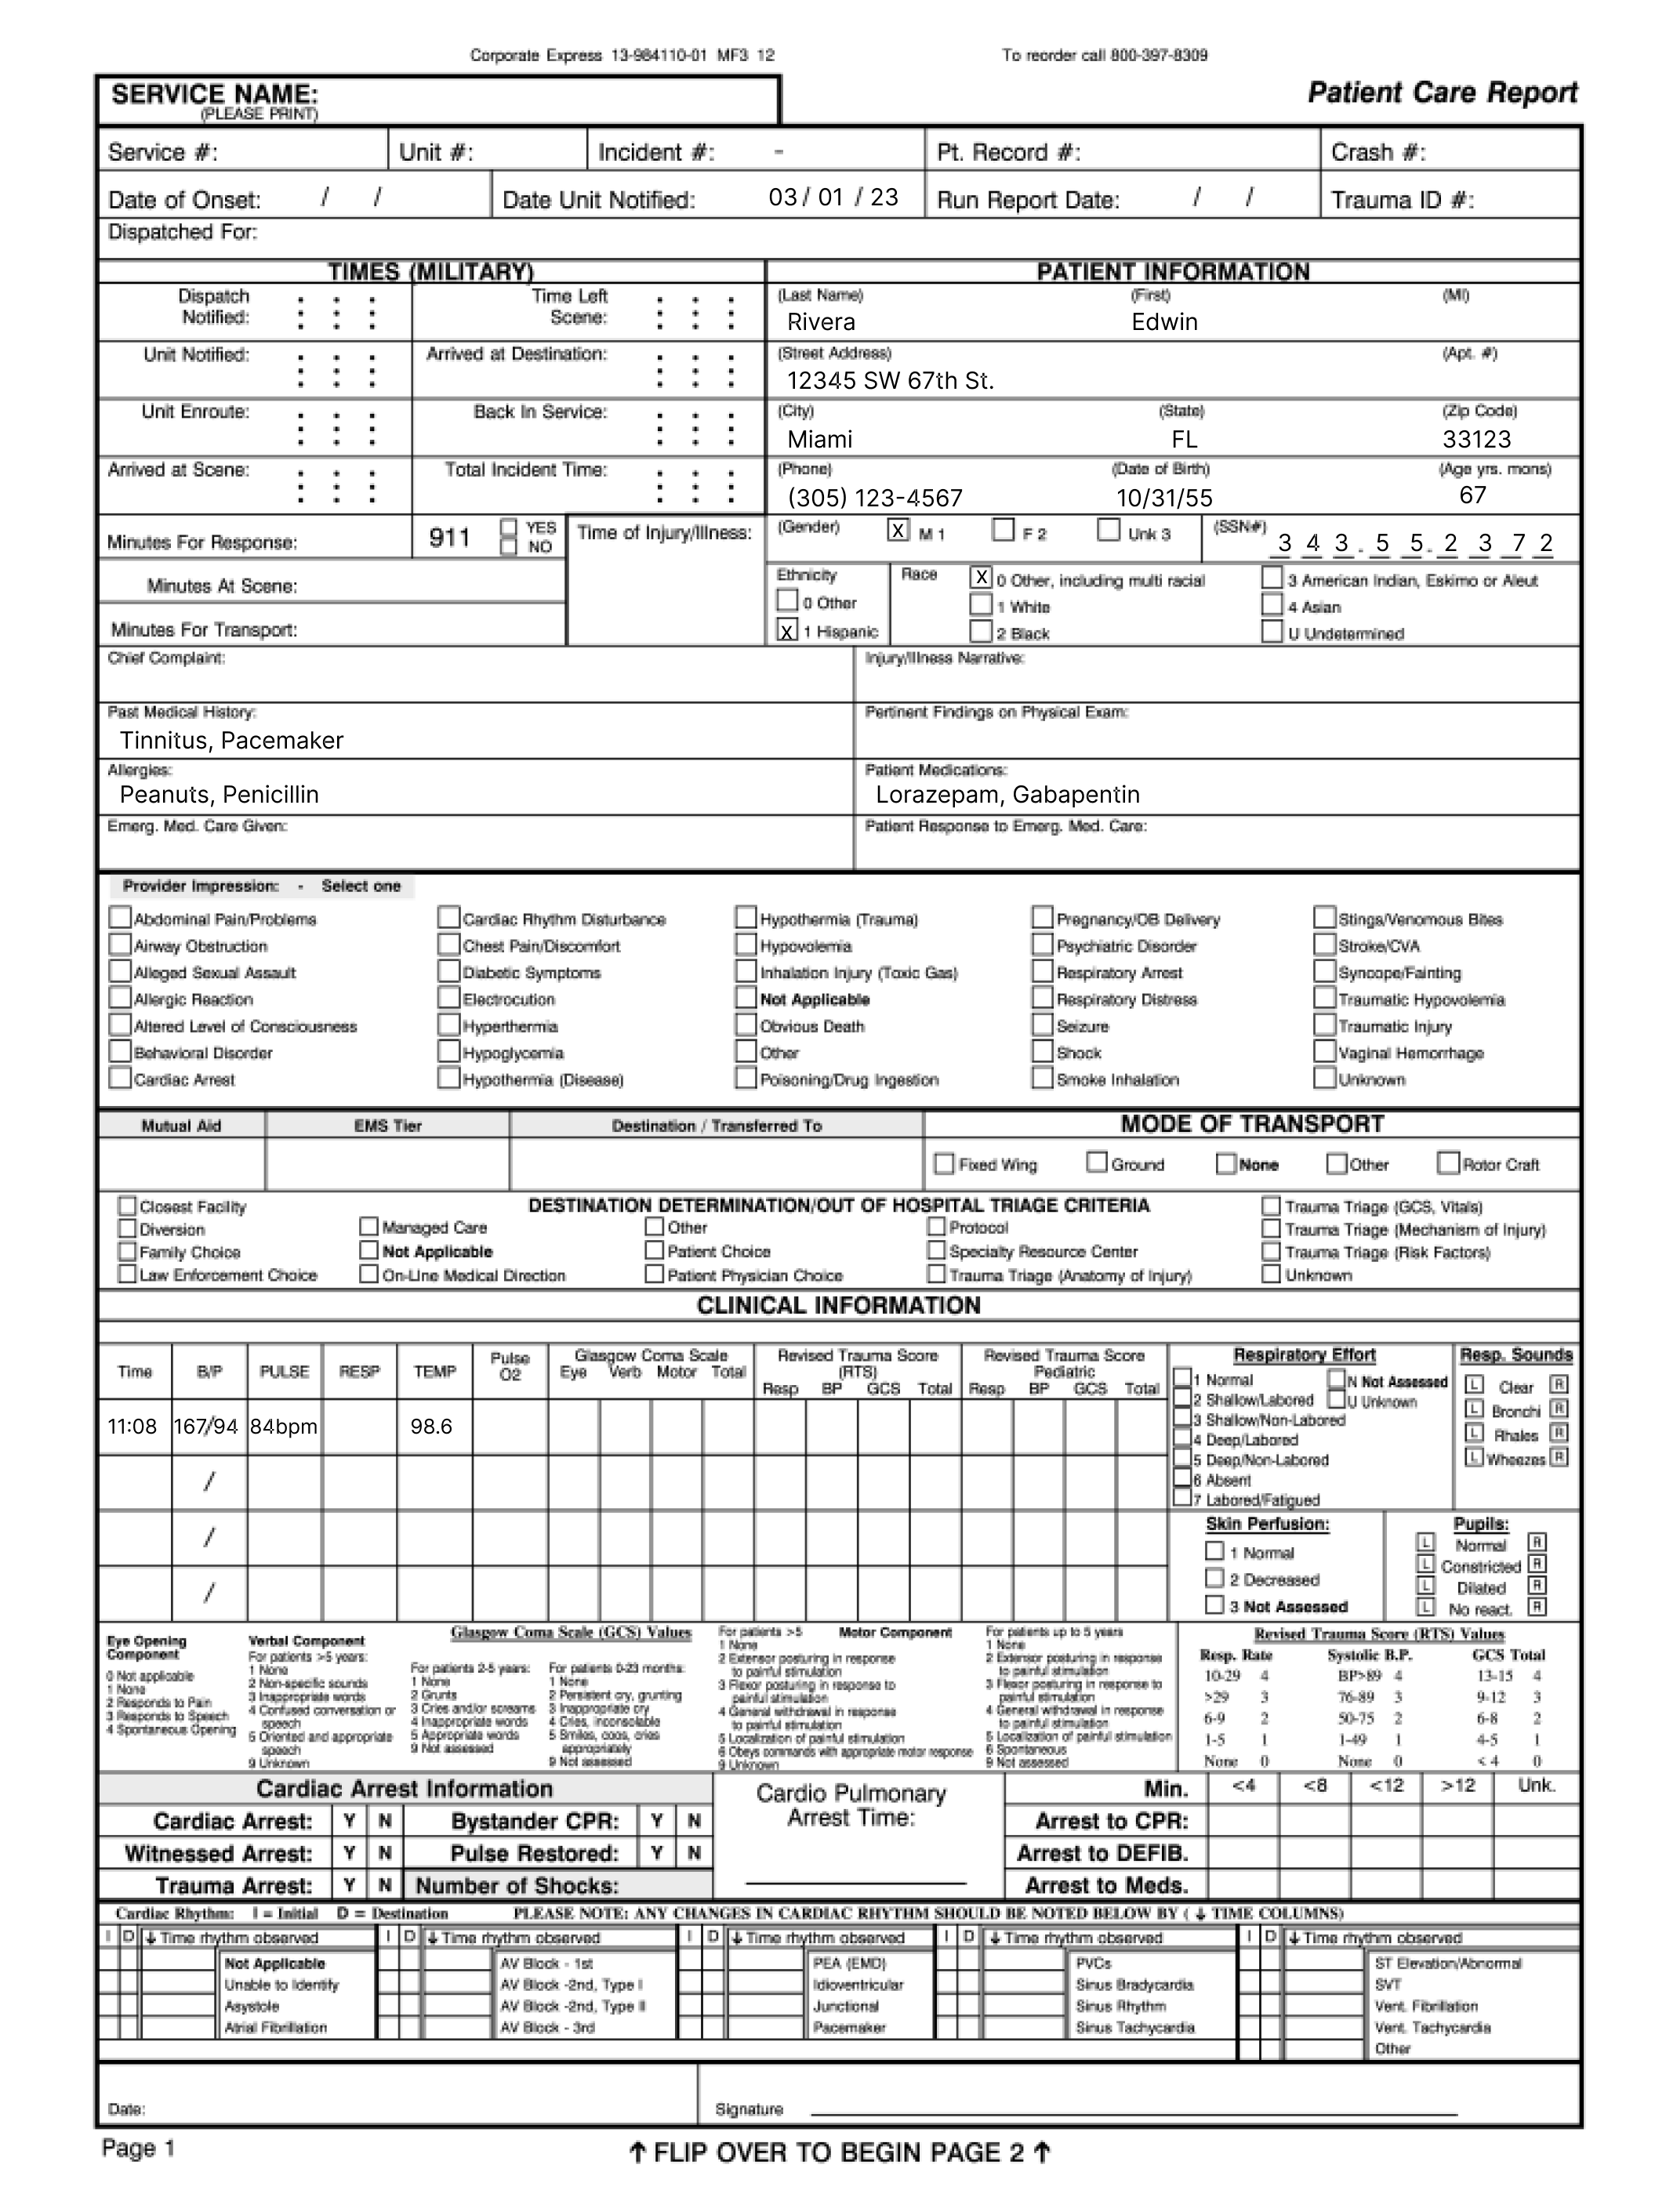 Corporate Express 13-984110-01 MF3 12 To reorder call 800-397-8309
SERVICE NAME: Patient Care Report
(PLEASE PRINT)
Service #: Unit #: Incident #: - Pt. Record #: Crash #:
Date of Onset: / / Date Unit Notified: 03 / 01 / 23 Run Report Date: / / Trauma ID #:
Dispatched For:
TIMES (MILITARY) PATIENT INFORMATION
Dispatch Notified: Time Left Scene: (Last Name) (First) (MI)
Rivera Edwin
Unit Notified: Arrived at Destination: (Street Address) (Apt. #)
12345 SW 67th St.
Unit Enroute: Back In Service: (City) (State) (Zip Code)
Miami FL 33123
Arrived at Scene: Total Incident Time: (Phone) (Date of Birth) (Age yrs. mons)
(305) 123-4567 10/31/55 67
Minutes For Response: 911 YES NO Time of Injury/Illness: (Gender) X M 1 F 2 Unk 3 (SSN#) 3 4 3 . 5 5 . 2 3 7 2
Minutes At Scene:
Minutes For Transport:
Ethnicity Race X 0 Other, including multi racial 3 American Indian, Eskimo or Aleut
0 Other 1 White 4 Asian
X 1 Hispanic 2 Black U Undetermined
Chief Complaint: Injury/Illness Narrative:
Past Medical History: Pertinent Findings on Physical Exam:
Tinnitus, Pacemaker
Allergies: Patient Medications:
Peanuts, Penicillin Lorazepam, Gabapentin
Emerg. Med. Care Given: Patient Response to Emerg. Med. Care:
Provider Impression: - Select one
Abdominal Pain/Problems Cardiac Rhythm Disturbance Hypothermia (Trauma) Pregnancy/OB Delivery Stings/Venomous Bites
Airway Obstruction Chest Pain/Discomfort Hypovolemia Psychiatric Disorder Stroke/CVA
Alleged Sexual Assault Diabetic Symptoms Inhalation Injury (Toxic Gas) Respiratory Arrest Syncope/Fainting
Allergic Reaction Electrocution Not Applicable Respiratory Distress Traumatic Hypovolemia
Altered Level of Consciousness Hyperthermia Obvious Death Seizure Traumatic Injury
Behavioral Disorder Hypoglycemia Other Shock Vaginal Hemorrhage
Cardiac Arrest Hypothermia (Disease) Poisoning/Drug Ingestion Smoke Inhalation Unknown
Mutual Aid EMS Tier Destination / Transferred To MODE OF TRANSPORT
Fixed Wing Ground None Other Rotor Craft
DESTINATION DETERMINATION/OUT OF HOSPITAL TRIAGE CRITERIA
Closest Facility Trauma Triage (GCS, Vitals)
Diversion Managed Care Other Protocol Trauma Triage (Mechanism of Injury)
Family Choice Not Applicable Patient Choice Specialty Resource Center Trauma Triage (Risk Factors)
Law Enforcement Choice On-Line Medical Direction Patient Physician Choice Trauma Triage (Anatomy of Injury) Unknown
CLINICAL INFORMATION
Time B/P PULSE RESP TEMP Pulse O2 Glasgow Coma Scale Revised Trauma Score (RTS) Revised Trauma Score Pediatric
Eye Verb Motor Total Resp BP GCS Total Resp BP GCS Total
11:08 167/94 84bpm 98.6
/
/
/
Respiratory Effort
1 Normal N Not Assessed
2 Shallow/Labored U Unknown
3 Shallow/Non-Labored
4 Deep/Labored
5 Deep/Non-Labored
6 Absent
7 Labored/Fatigued
Resp. Sounds
L Clear R
L Bronchi R
L Rhales R
L Wheezes R
Skin Perfusion:
1 Normal
2 Decreased
3 Not Assessed
Pupils:
L Normal R
L Constricted R
L Dilated R
L No react. R
Glasgow Coma Scale (GCS) Values
Eye Opening Component
0 Not applicable
1 None
2 Responds to Pain
3 Responds to Speech
4 Spontaneous Opening
Verbal Component
For patients >5 years:
1 None
2 Non-specific sounds
3 Inappropriate words
4 Confused conversation or speech
5 Oriented and appropriate speech
9 Unknown
For patients 2-5 years:
1 None
2 Grunts
3 Cries and/or screams
4 Inappropriate words
5 Appropriate words
9 Not assessed
For patients 0-23 months:
1 None
2 Persistent cry, grunting
3 Inappropriate cry
4 Cries, inconsolable
5 Smiles, coos, cries appropriately
9 Not assessed
Motor Component
For patients >5
1 None
2 Extensor posturing in response to painful stimulation
3 Flexor posturing in response to painful stimulation
4 General withdrawal in response to painful stimulation
5 Localization of painful stimulation
6 Obeys commands with appropriate motor response
9 Unknown
For patients up to 5 years
1 None
2 Extensor posturing in response to painful stimulation
3 Flexor posturing in response to painful stimulation
4 General withdrawal in response to painful stimulation
5 Localization of painful stimulation
6 Spontaneous
9 Not assessed
Revised Trauma Score (RTS) Values
Resp. Rate Systolic B.P. GCS Total
10-29 4 BP>89 4 13-15 4
>29 3 76-89 3 9-12 3
6-9 2 50-75 2 6-8 2
1-5 1 1-49 1 4-5 1
None 0 None 0 < 4 0
Cardiac Arrest Information Cardio Pulmonary Arrest Time: Min. <4 <8 <12 >12 Unk.
Cardiac Arrest: Y N Bystander CPR: Y N Arrest to CPR:
Witnessed Arrest: Y N Pulse Restored: Y N Arrest to DEFIB.
Trauma Arrest: Y N Number of Shocks: Arrest to Meds.
Cardiac Rhythm: I = Initial D = Destination PLEASE NOTE: ANY CHANGES IN CARDIAC RHYTHM SHOULD BE NOTED BELOW BY ( ↓ TIME COLUMNS)
I D ↓ Time rhythm observed I D ↓ Time rhythm observed I D ↓ Time rhythm observed I D ↓ Time rhythm observed I D ↓ Time rhythm observed
Not Applicable AV Block - 1st PEA (EMD) PVCs ST Elevation/Abnormal
Unable to Identify AV Block -2nd, Type I Idioventricular Sinus Bradycardia SVT
Asystole AV Block -2nd, Type II Junctional Sinus Rhythm Vent. Fibrillation
Atrial Fibrillation AV Block - 3rd Pacemaker Sinus Tachycardia Vent. Tachycardia
Other
Date: Signature
Page 1 ↑ FLIP OVER TO BEGIN PAGE 2 ↑